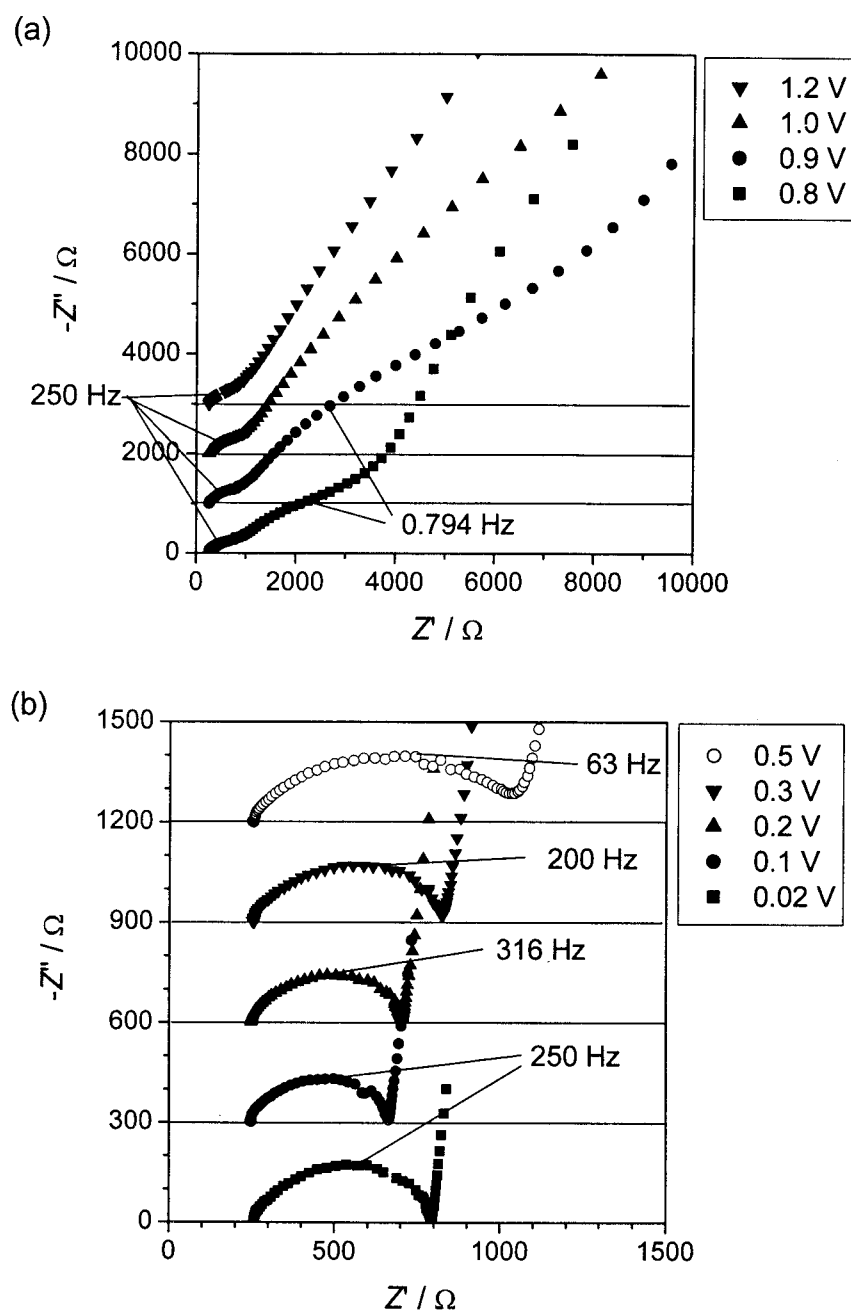 (a)
10000
8000
6000
4000
2000
0
-Z" / Ω
250 Hz
0.794 Hz
0
2000
4000
6000
8000
10000
Z' / Ω
1.2 V
1.0 V
0.9 V
0.8 V
(b)
1500
1200
900
600
300
0
-Z" / Ω
63 Hz
200 Hz
316 Hz
250 Hz
0
500
1000
1500
Z' / Ω
0.5 V
0.3 V
0.2 V
0.1 V
0.02 V